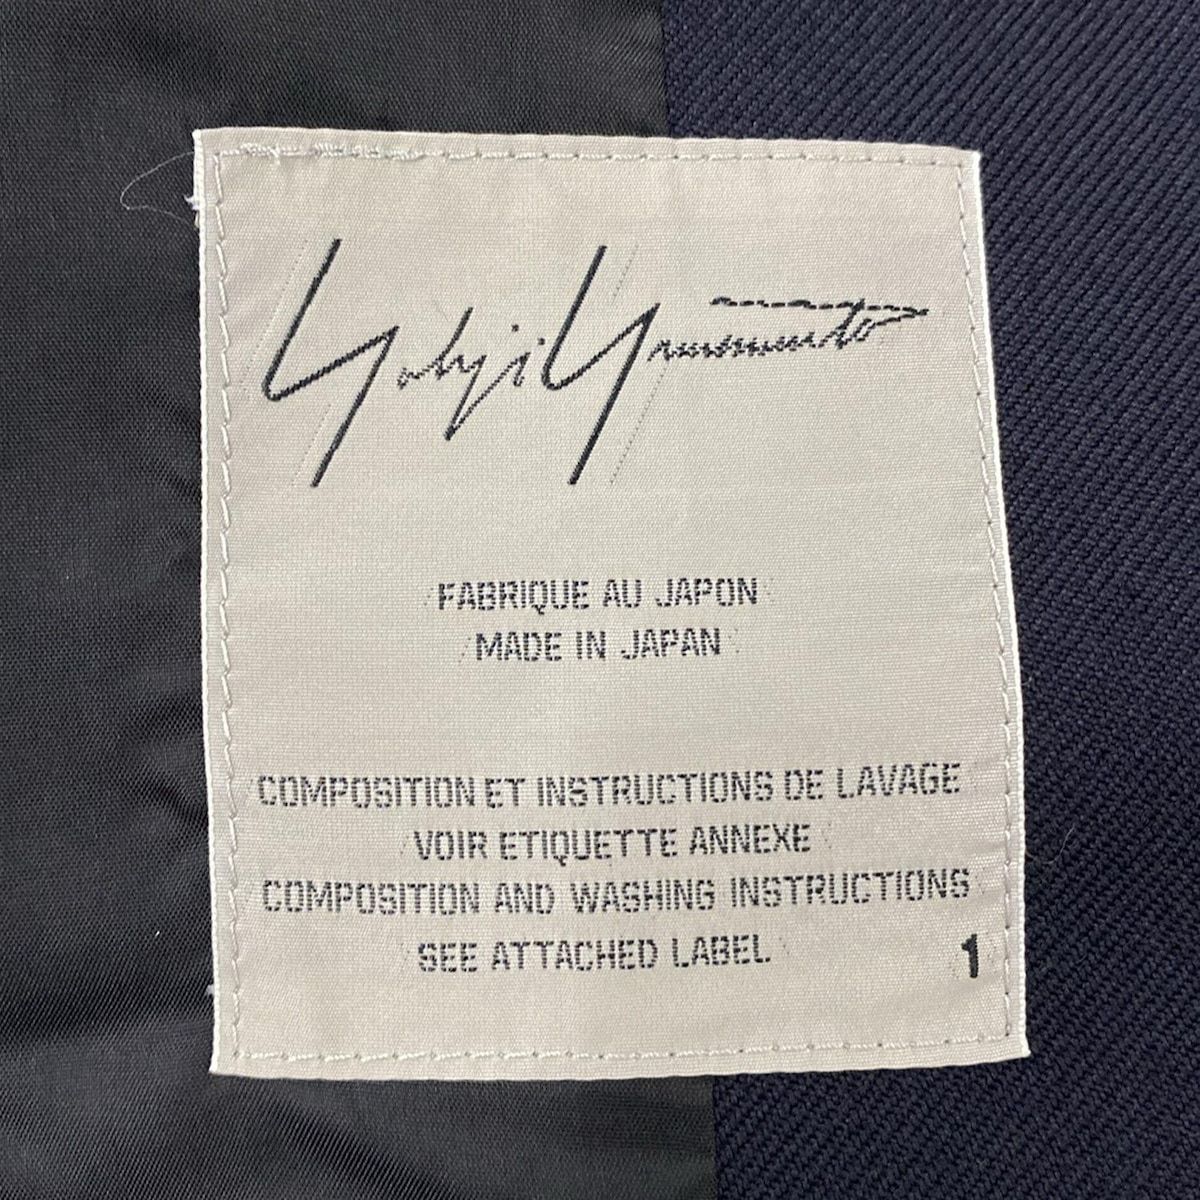 Yohji Yamamoto
FABRIQUE AU JAPON
MADE IN JAPAN
COMPOSITION ET INSTRUCTIONS DE LAVAGE
VOIR ETIQUETTE ANNEXE
COMPOSITION AND WASHING INSTRUCTIONS
SEE ATTACHED LABEL.
1